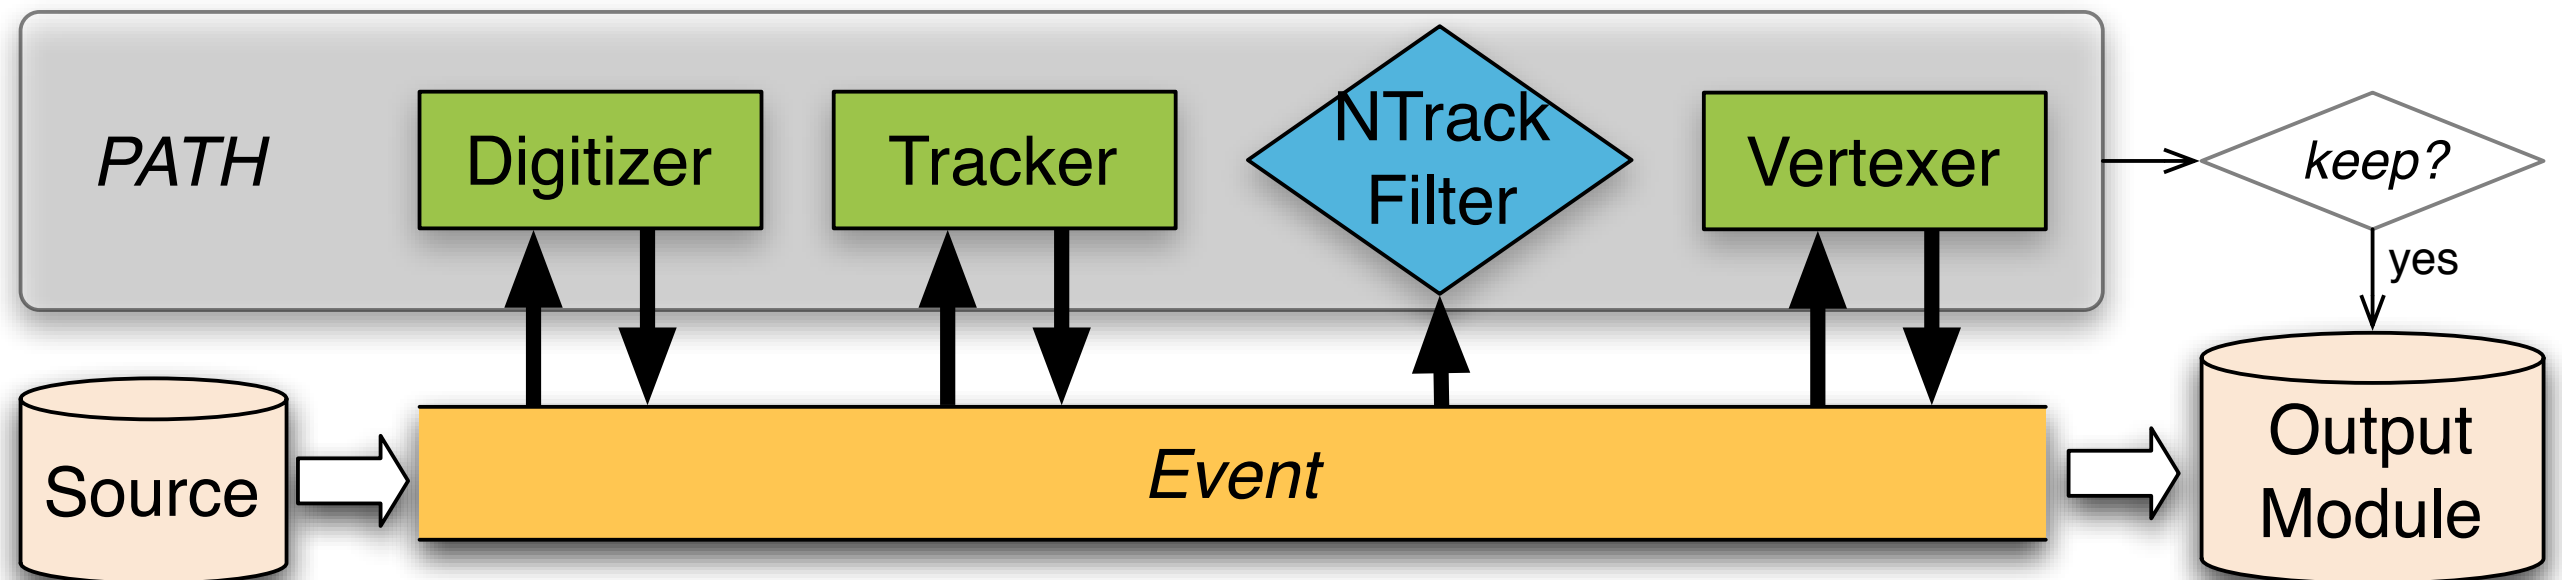 PATH
Digitizer
Tracker
NTrack
Filter
Vertexer
keep?
yes
Source
Event
Output
Module